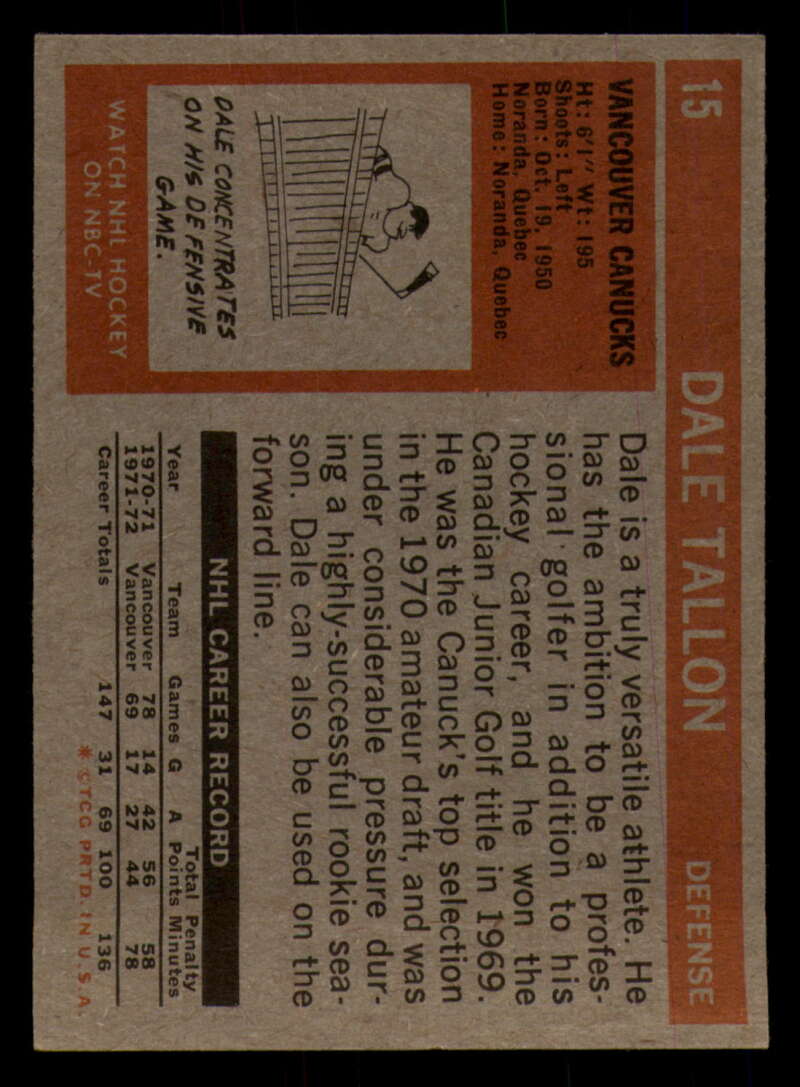 15 DALE TALLON DEFENSE
VANCOUVER CANUCKS
Ht: 6'1" Wt: 195
Shoots: Left
Born: Oct. 19, 1950
Noranda, Quebec
Home: Noranda, Quebec
DALE CONCENTRATES
ON HIS DEFENSIVE
GAME.
WATCH NHL HOCKEY
ON NBC-TV
Dale is a truly versatile athlete. He
has the ambition to be a profes-
sional golfer in addition to his
hockey career, and he won the
Canadian Junior Golf title in 1969.
He was the Canuck's top selection
in the 1970 amateur draft, and was
under considerable pressure dur-
ing a highly-successful rookie sea-
son. Dale can also be used on the
forward line.
NHL CAREER RECORD
Total Penalty
Year Team Games G A Points Minutes
1970-71 Vancouver 78 14 42 56 58
1971-72 Vancouver 69 17 27 44 78
Career Totals 147 31 69 100 136
* ©TCG PRTD. IN U.S.A.